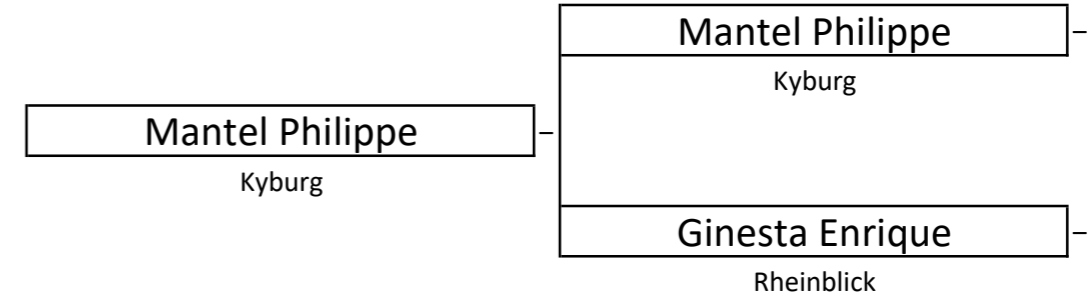 Mantel Philippe
Kyburg
Mantel Philippe
Kyburg
Ginesta Enrique
Rheinblick